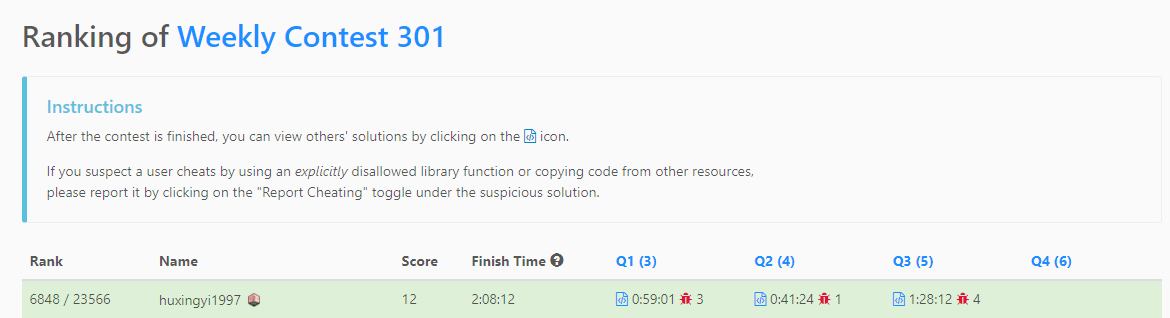 Ranking of Weekly Contest 301
Instructions
After the contest is finished, you can view others' solutions by clicking on the icon.
If you suspect a user cheats by using an explicitly disallowed library function or copying code from other resources,
please report it by clicking on the "Report Cheating" toggle under the suspicious solution.
Rank Name Score Finish Time Q1 (3) Q2 (4) Q3 (5) Q4 (6)
6848 / 23566 huxingyi1997 12 2:08:12 0:59:01 3 0:41:24 1 1:28:12 4